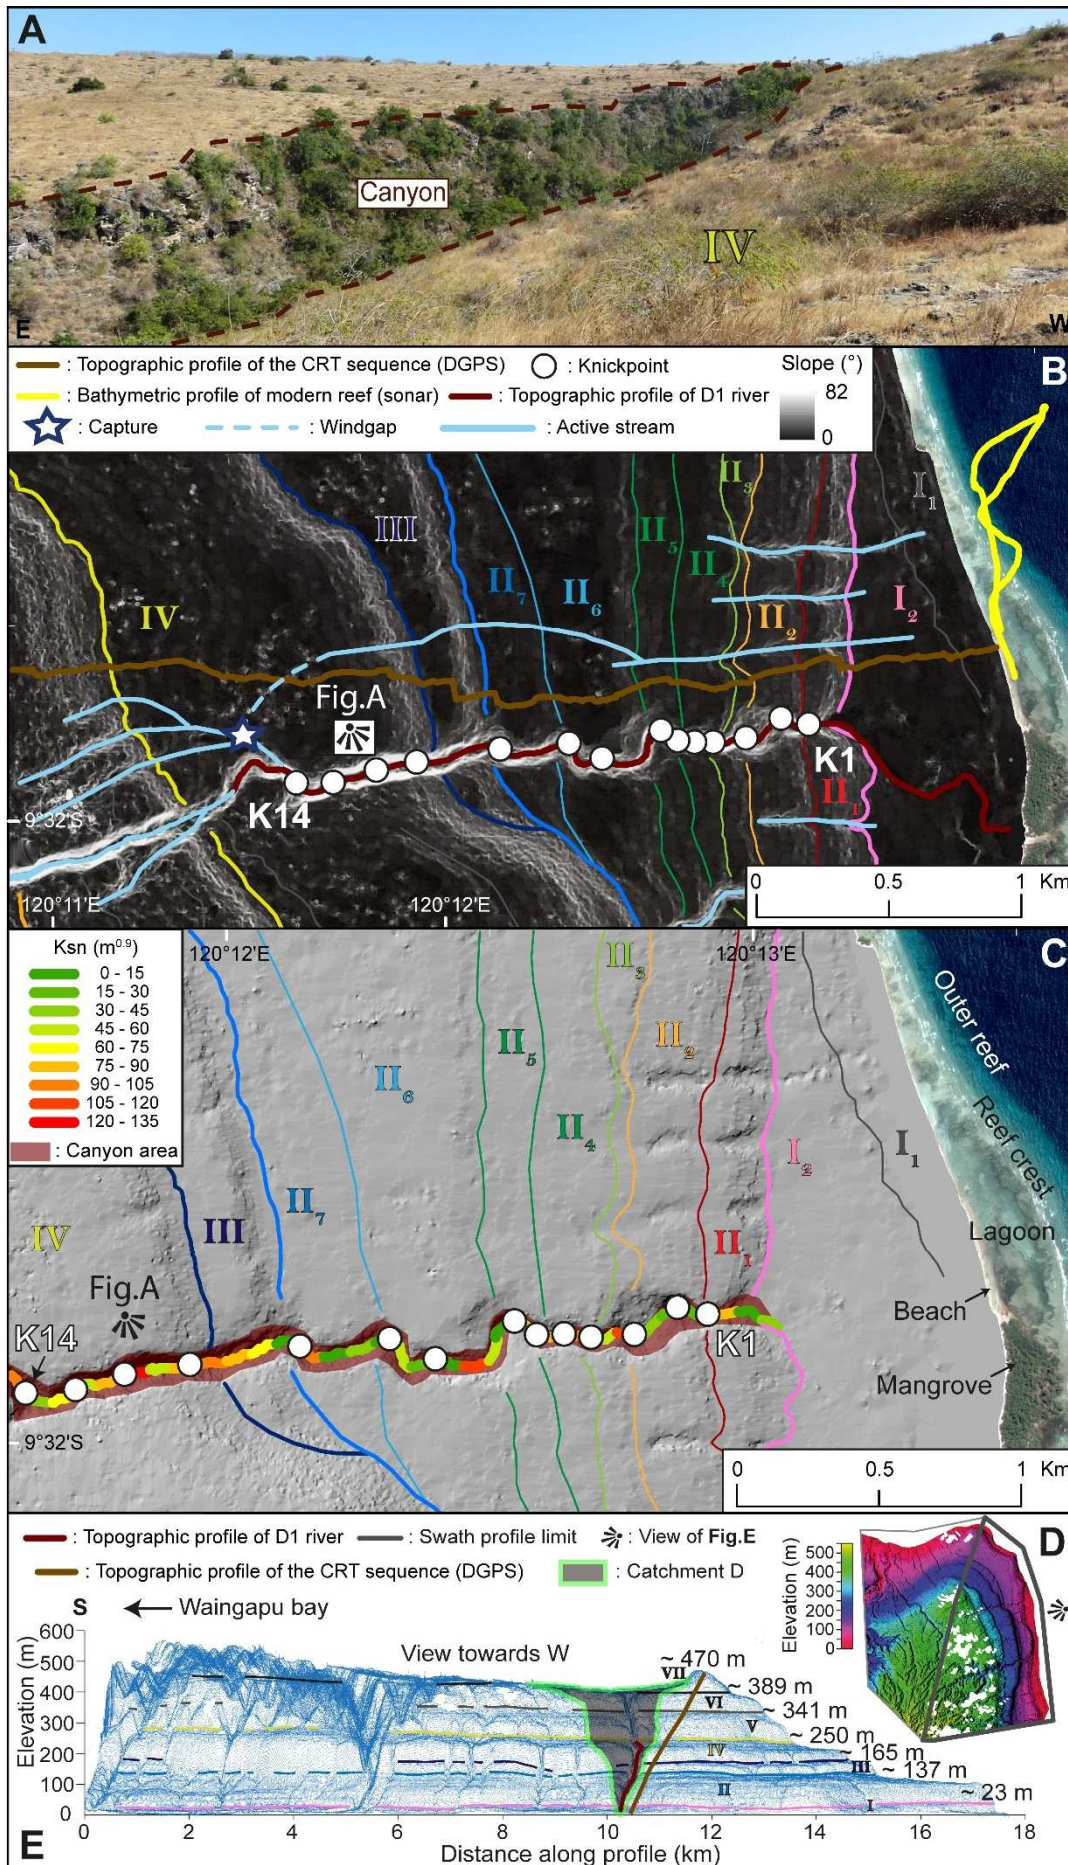 A
Canyon
IV
E
W
B
: Topographic profile of the CRT sequence (DGPS)
: Knickpoint
Slope (°)
82
0
: Bathymetric profile of modern reef (sonar)
: Topographic profile of D1 river
: Capture
: Windgap
: Active stream
II3
I1
III
II5
II7
II6
II4
IV
II2
I2
Fig.A
K1
K14
II1
9°32'S
0 0.5 1 Km
120°11'E
120°12'E
C
Ksn (m0.9)
0 - 15
15 - 30
30 - 45
45 - 60
60 - 75
75 - 90
90 - 105
105 - 120
120 - 135
: Canyon area
120°12'E
120°13'E
II3
Outer reef
II5
II2
II6
Reef crest
II4
I2
I1
II7
III
IV
Lagoon
II1
Fig.A
Beach
K14
K1
Mangrove
9°32'S
0 0.5 1 Km
D
: Topographic profile of D1 river
: Swath profile limit
: View of Fig.E
: Topographic profile of the CRT sequence (DGPS)
: Catchment D
Elevation (m)
500
400
300
200
100
0
S
Waingapu bay
View towards W
Elevation (m)
600
500
400
300
200
100
0
VII
~ 470 m
~ 389 m
VI
~ 341 m
V
~ 250 m
IV
~ 165 m
III
~ 137 m
II
~ 23 m
I
0 2 4 6 8 10 12 14 16 18
Distance along profile (km)
E